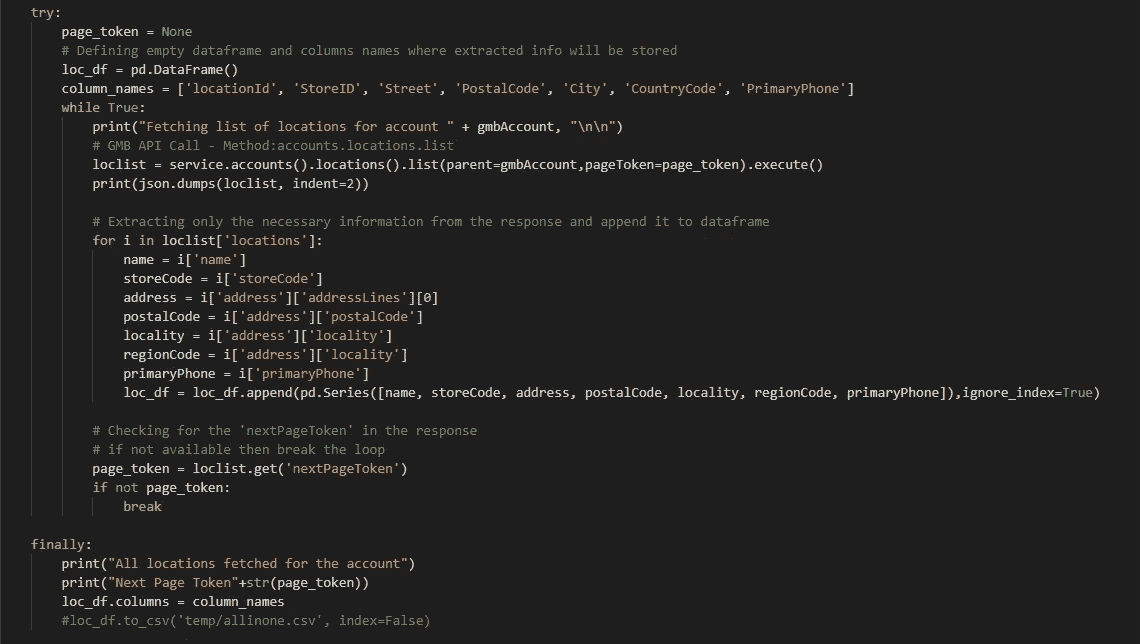 try:
    page_token = None
    # Defining empty dataframe and columns names where extracted info will be stored
    loc_df = pd.DataFrame()
    column_names = ['locationId', 'StoreID', 'Street', 'PostalCode', 'City', 'CountryCode', 'PrimaryPhone']
    while True:
        print("Fetching list of locations for account " + gmbAccount, "\n\n")
        # GMB API Call - Method:accounts.locations.list
        loclist = service.accounts().locations().list(parent=gmbAccount,pageToken=page_token).execute()
        print(json.dumps(loclist, indent=2))

        # Extracting only the necessary information from the response and append it to dataframe
        for i in loclist['locations']:
            name = i['name']
            storeCode = i['storeCode']
            address = i['address']['addressLines'][0]
            postalCode = i['address']['postalCode']
            locality = i['address']['locality']
            regionCode = i['address']['locality']
            primaryPhone = i['primaryPhone']
            loc_df = loc_df.append(pd.Series([name, storeCode, address, postalCode, locality, regionCode, primaryPhone]),ignore_index=True)

        # Checking for the 'nextPageToken' in the response
        # if not available then break the loop
        page_token = loclist.get('nextPageToken')
        if not page_token:
            break

finally:
    print("All locations fetched for the account")
    print("Next Page Token"+str(page_token))
    loc_df.columns = column_names
    #loc_df.to_csv('temp/allinone.csv', index=False)